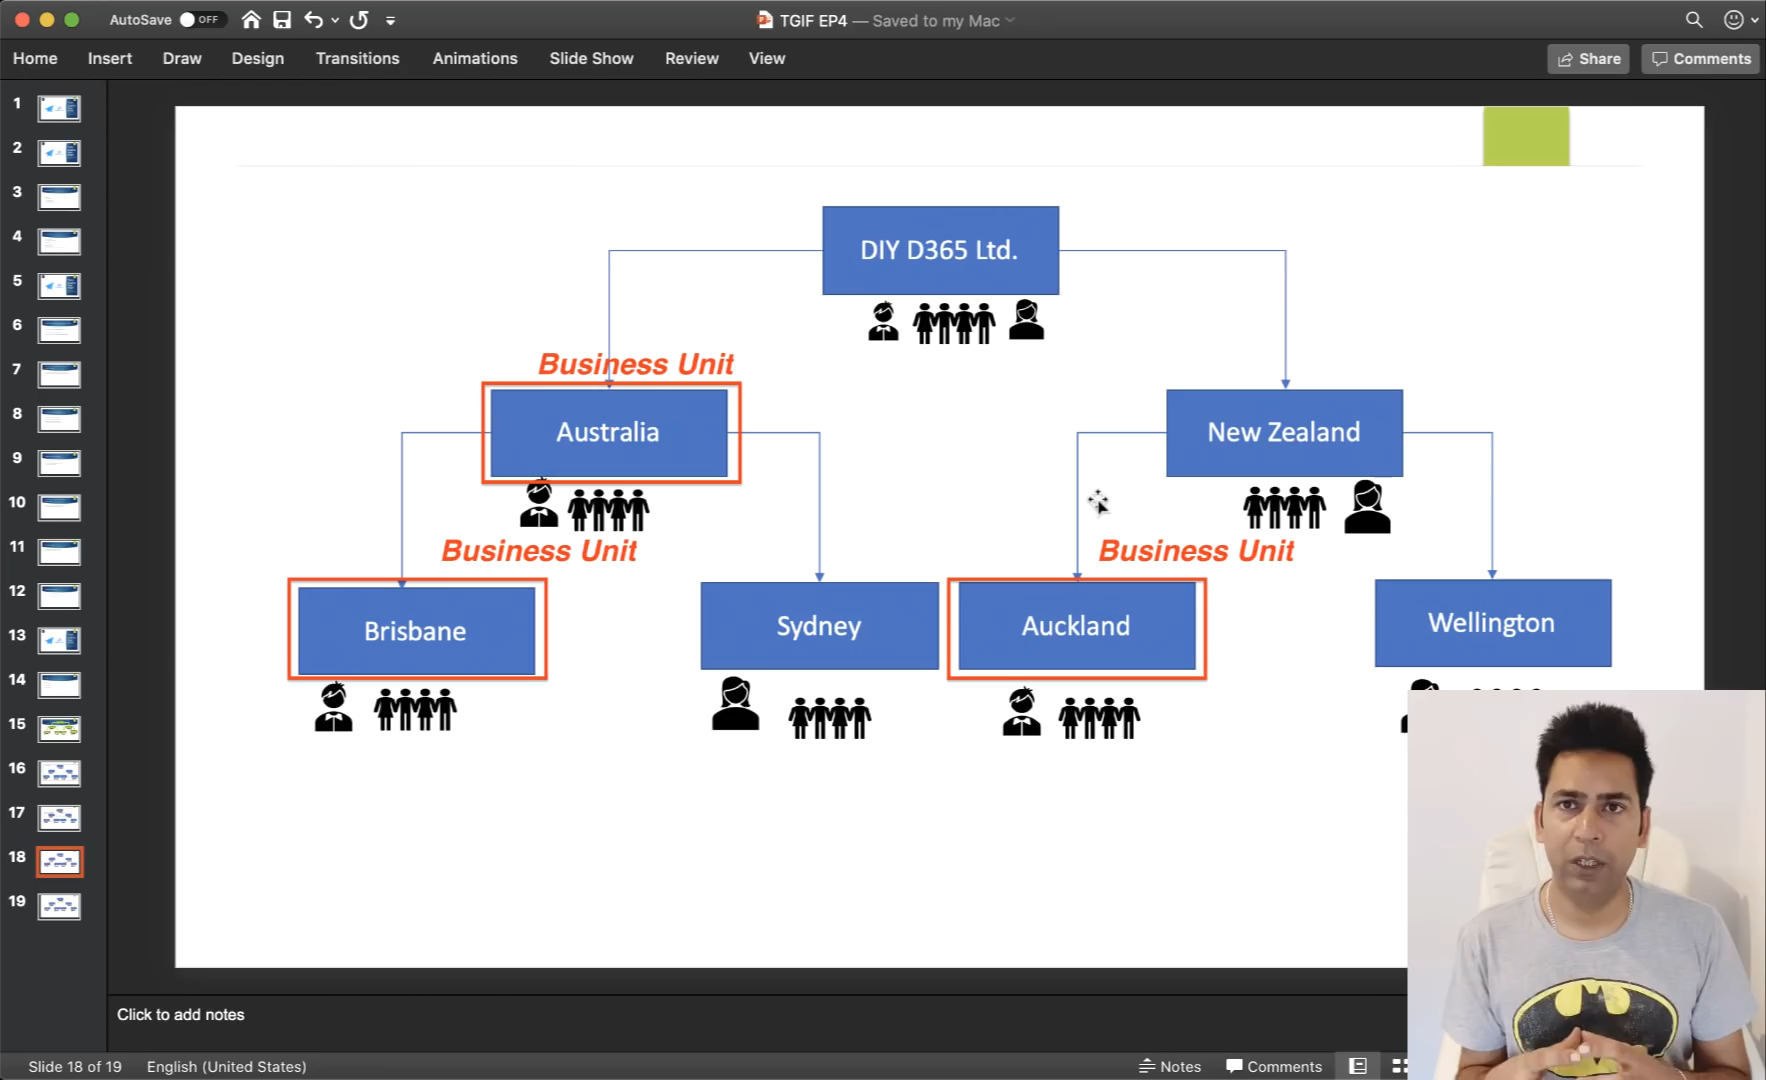 AutoSave OFF
TGIF EP4 — Saved to my Mac
Home Insert Draw Design Transitions Animations Slide Show Review View Share Comments
1
2
3
4
5
6
7
8
9
10
11
12
13
14
15
16
17
18
19
DIY D365 Ltd.
Business Unit
Australia
New Zealand
Business Unit
Business Unit
Brisbane
Sydney
Auckland
Wellington
Click to add notes
Slide 18 of 19 English (United States) Notes Comments